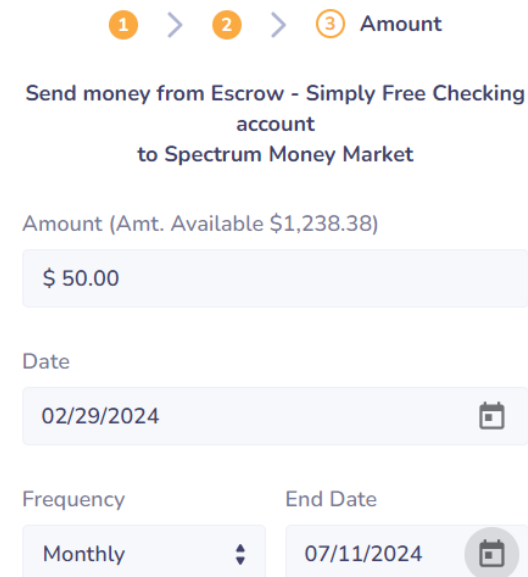 1 > 2 > 3 Amount
Send money from Escrow - Simply Free Checking
account
to Spectrum Money Market
Amount (Amt. Available $1,238.38)
$ 50.00
Date
02/29/2024
Frequency End Date
Monthly 07/11/2024